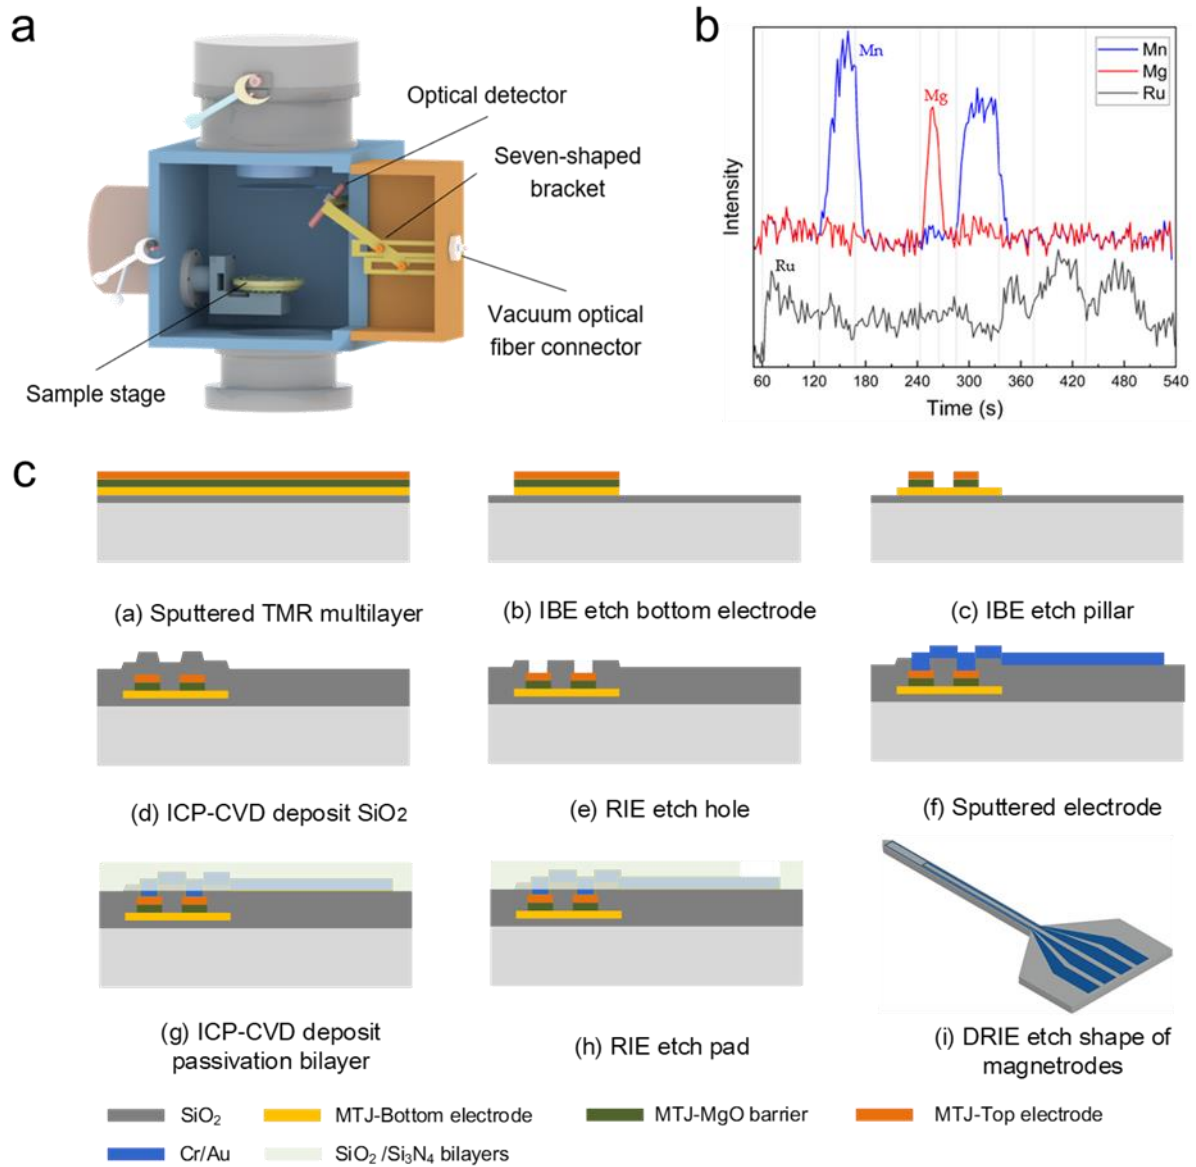 a
Optical detector
Seven-shaped
bracket
Vacuum optical
fiber connector
Sample stage
b
Mn
Mg
Ru
Mn
Mg
Ru
Intensity
60 120 180 240 300 360 420 480 540
Time (s)
c
(a) Sputtered TMR multilayer
(b) IBE etch bottom electrode
(c) IBE etch pillar
(d) ICP-CVD deposit SiO2
(e) RIE etch hole
(f) Sputtered electrode
(g) ICP-CVD deposit
passivation bilayer
(h) RIE etch pad
(i) DRIE etch shape of
magnetrodes
SiO₂
MTJ-Bottom electrode
MTJ-MgO barrier
MTJ-Top electrode
Cr/Au
SiO₂ /Si₃N₄ bilayers